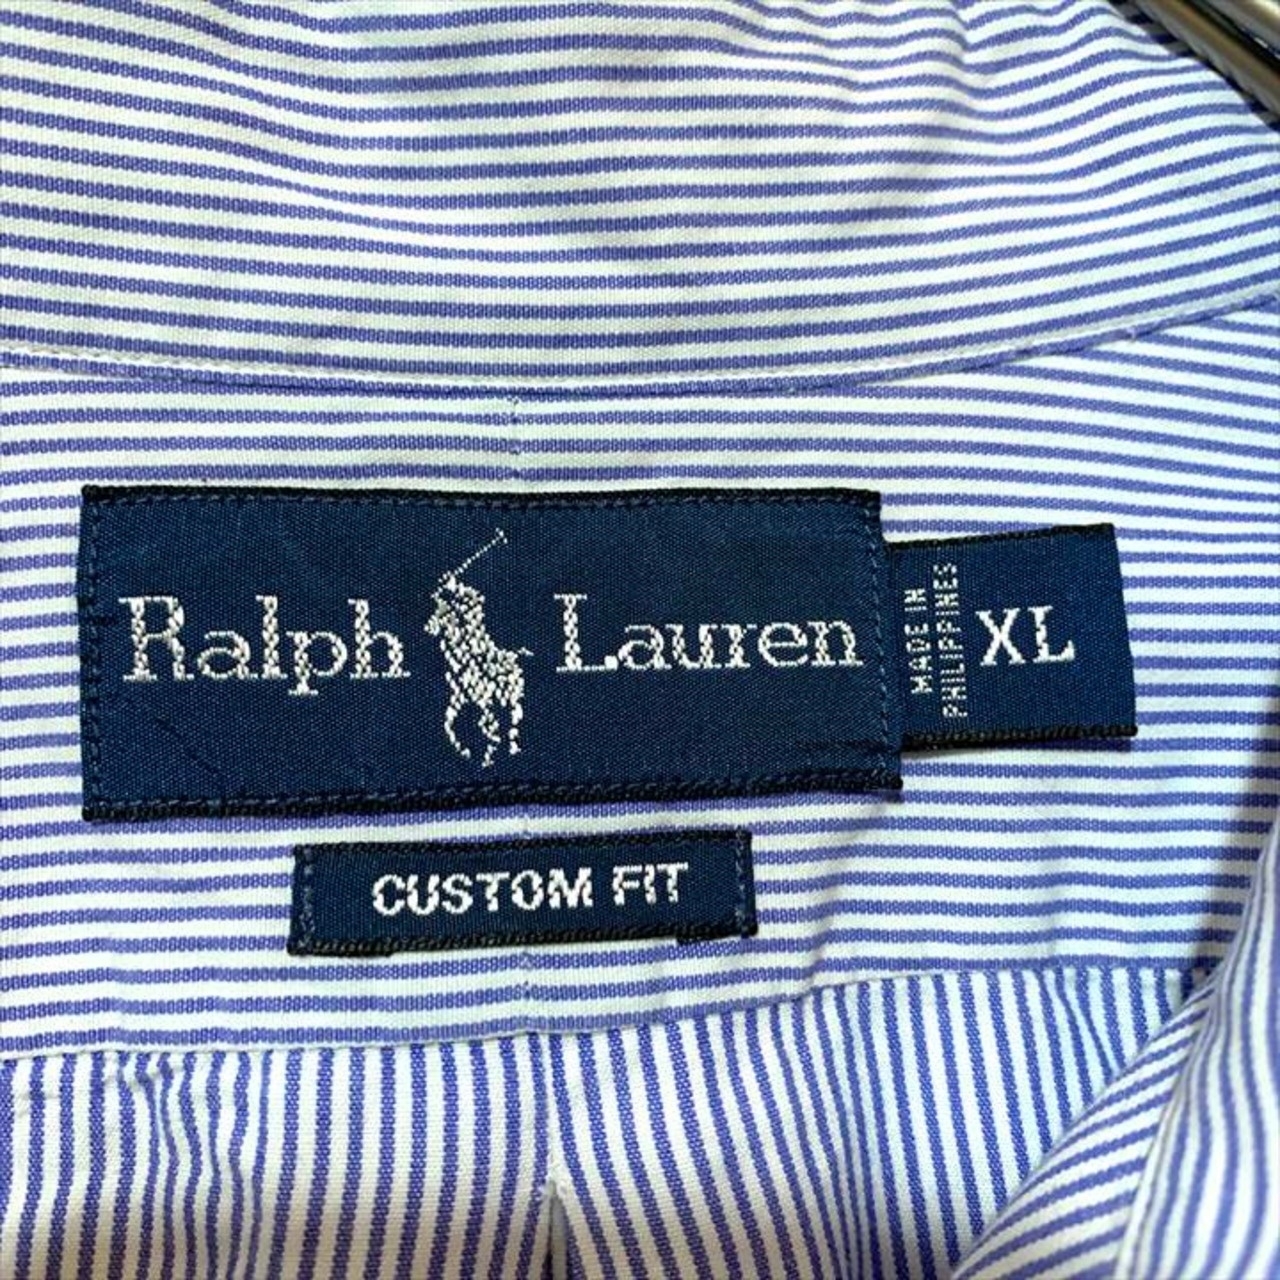 Ralph Lauren
MADE IN
PHILIPPINES
XL
CUSTOM FIT